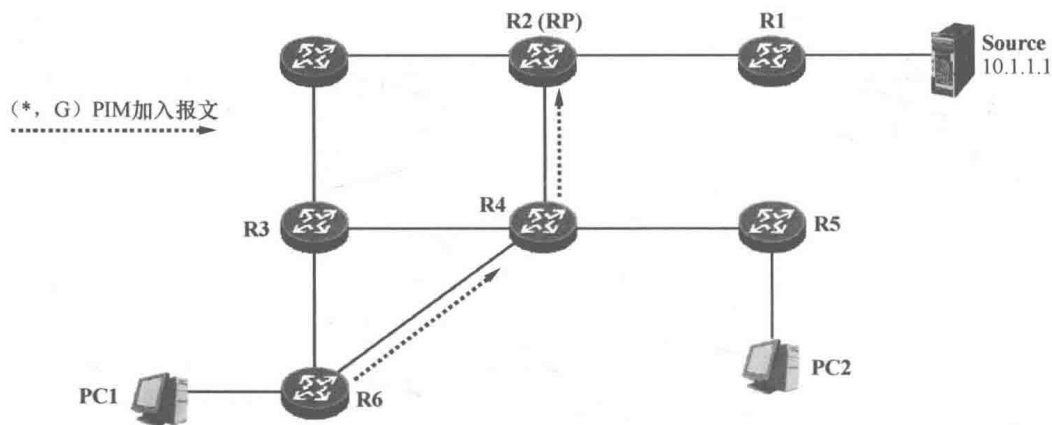 R2 (RP)
R1
Source
10.1.1.1
(*, G) PIM加入报文
R3
R4
R5
PC1
R6
PC2